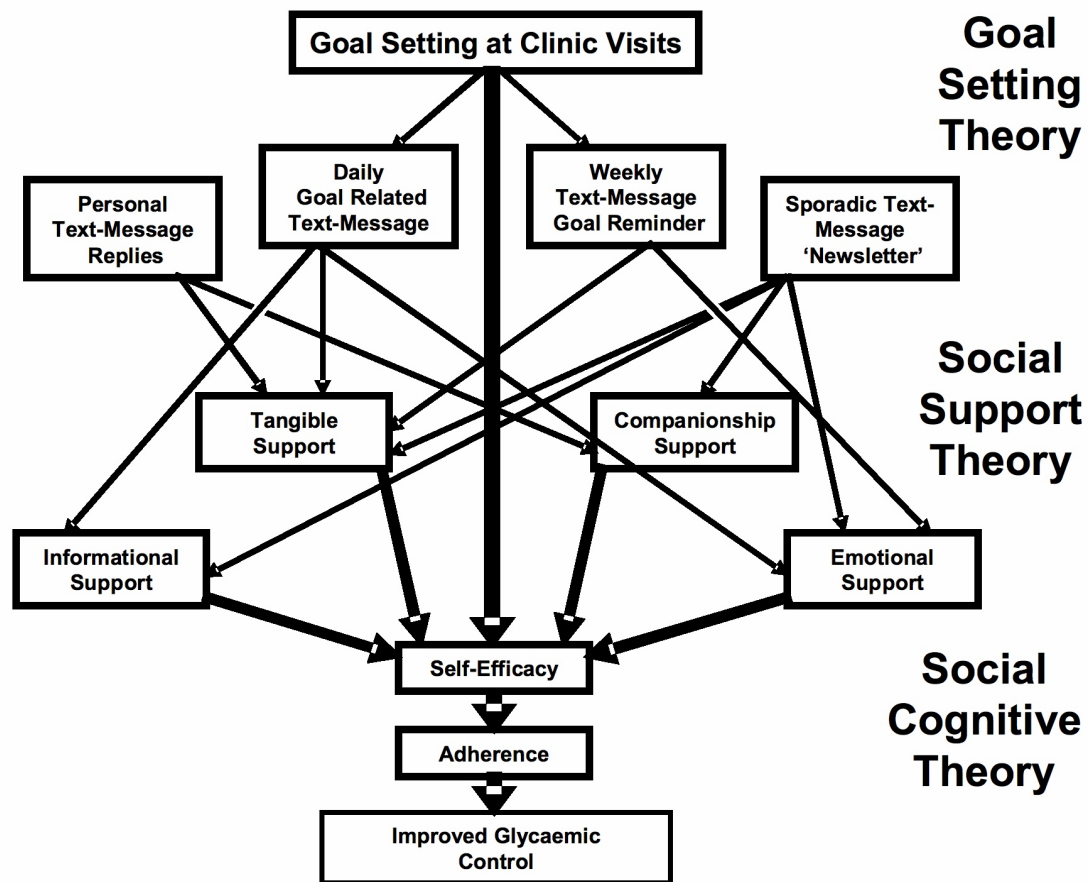 Goal Setting at Clinic Visits
Goal
Setting
Theory
Daily
Goal Related
Text-Message
Weekly
Text-Message
Goal Reminder
Personal
Text-Message
Replies
Sporadic Text-
Message
‘Newsletter’
Social
Support
Theory
Tangible
Support
Companionship
Support
Informational
Support
Emotional
Support
Self-Efficacy
Social
Cognitive
Theory
Adherence
Improved Glycaemic
Control